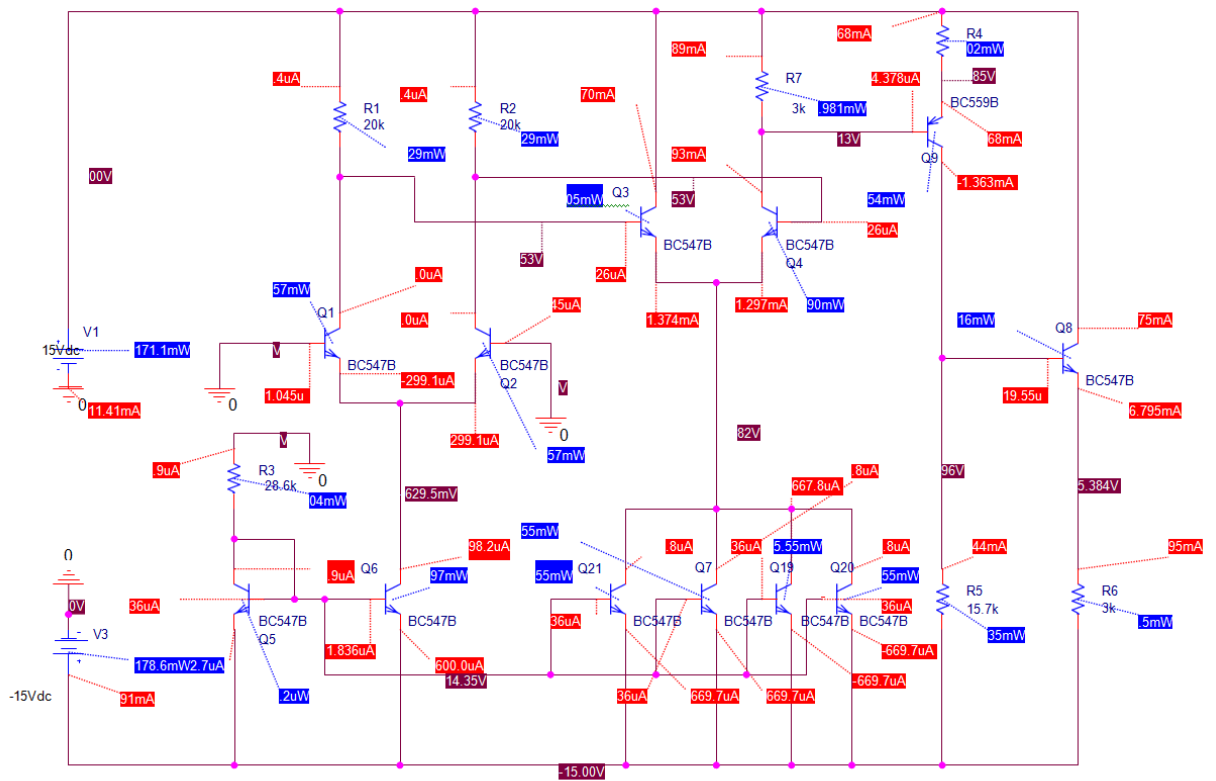 68mA
R4
02mW
89mA
.4uA
R7
4.378uA
85V
.4uA
70mA
BC559B
R1
R2
3k
.981mW
20k
20k
13V
68mA
29mW
29mW
93mA
Q9
00V
-1.363mA
05mW
Q3
53V
54mW
26uA
BC547B
BC547B
53V
26uA
Q4
57mW
.0uA
Q1
.0uA
45uA
1.374mA
1.297mA
90mW
V1
16mW
Q8
75mA
15Vdc
171.1mW
V
BC547B
BC547B
BC547B
-299.1uA
Q2
V
1.045u
19.55u
6.795mA
0
11.41mA
0
299.1uA
0
82V
V
57mW
.9uA
R3
0
96V
28.6k
.8uA
04mW
629.5mV
667.8uA
5.384V
55mW
0
98.2uA
.8uA
36uA
5.55mW
.8uA
44mA
95mA
.9uA
Q6
Q21
Q7
Q19
Q20
97mW
55mW
55mW
R5
R6
0V
36uA
36uA
15.7k
3k
.5mW
BC547B
BC547B
36uA
BC547B
BC547B
BC547B
BC547B
V3
Q5
35mW
1.836uA
-669.7uA
178.6mW
2.7uA
600.0uA
14.35V
-669.7uA
-15Vdc
91mA
.2uW
36uA
669.7uA
669.7uA
-15.00V